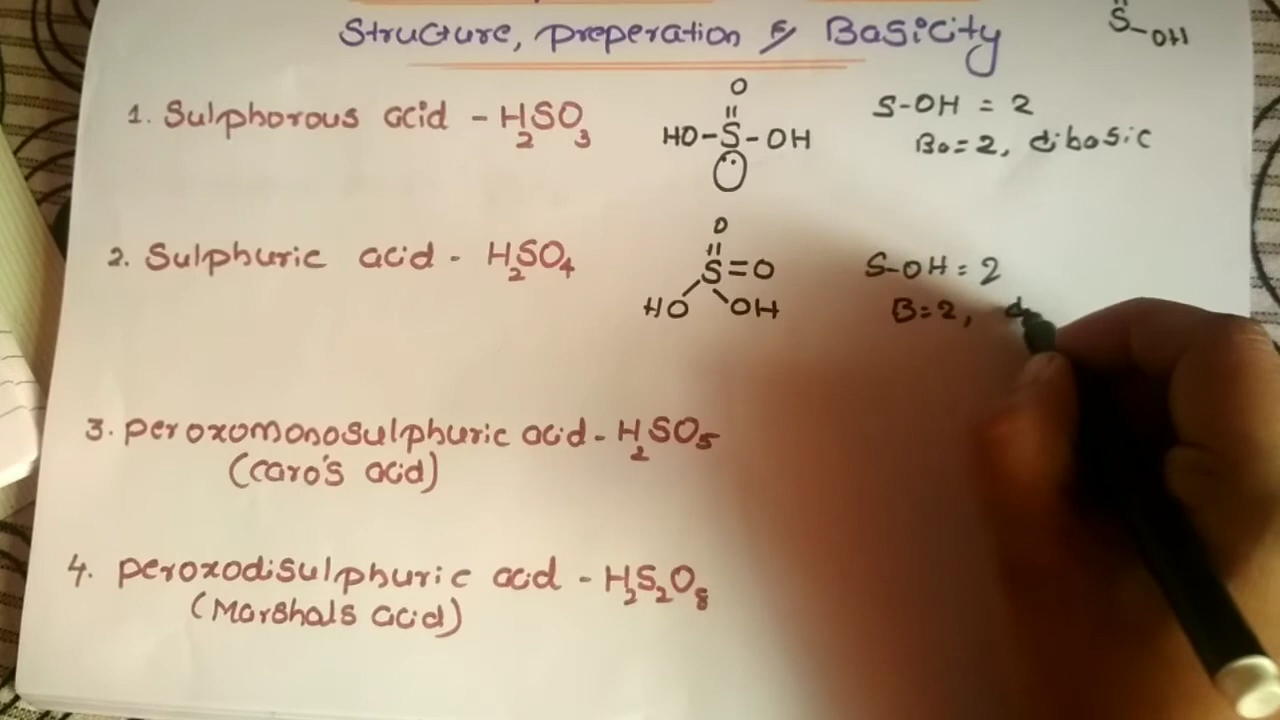 Structure, preperation & Basicity
S-OH
1. Sulphorous acid - H2SO3
O
HO-S-OH
S-OH = 2
Ba=2, dibasic
2. Sulphuric acid - H2SO4
O
S=O
HO OH
S-OH = 2
B=2, d
3. peroxomonosulphuric acid - H2SO5
(caro's acid)
4. peroxodisulphuric acid - H2S2O8
(Marshals acid)